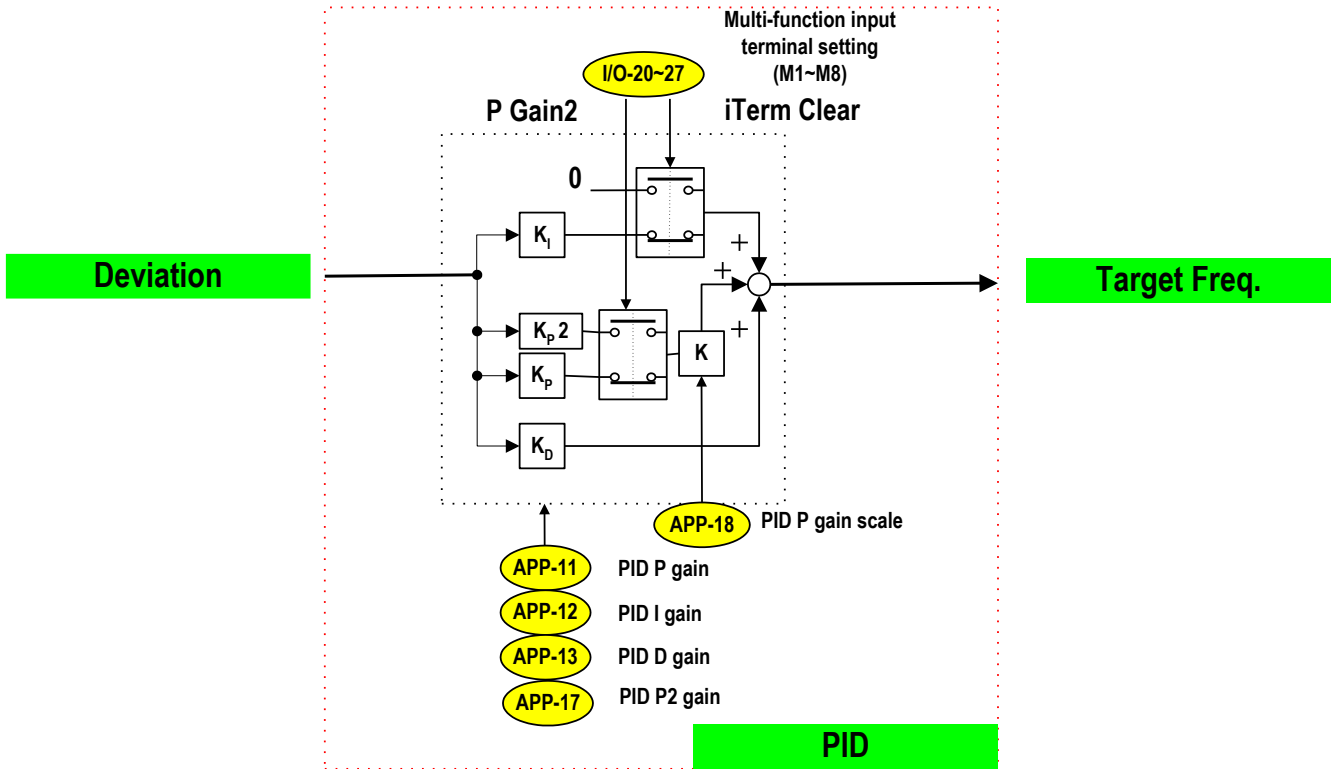 Multi-function input
terminal setting
(M1~M8)
I/O-20~27
P Gain2
iTerm Clear
0
K_I
+
Deviation
+
Target Freq.
K_P 2
+
K
K_P
K_D
APP-18
PID P gain scale
APP-11
PID P gain
APP-12
PID I gain
APP-13
PID D gain
APP-17
PID P2 gain
PID